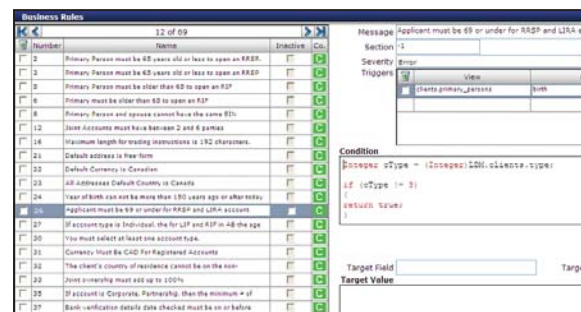 Business Rules
12 of 69
Number Name Inactive Co.
2 Primary Person must be 65 years old or less to open an RRSP.
3 Primary Person must be 65 years old or less to open an RRSP
5 Primary Person must be older than 65 to open an RIF
6 Primary must be older than 65 to open an RIF
8 Primary Person and spouse cannot have the same SIN
12 Joint Accounts must have between 2 and 6 parties
16 Maximum length for trading instructions is 192 characters.
21 Default address is free form
22 Default Currency is Canadian
23 All Addresses Default Country is Canada
24 Year of birth can not be more than 150 years ago or after today
26 Applicant must be 69 or under for RRSP and LIRA account
27 If account type is Individual, the for LIF and RIF in AB the age
30 You must select at least one account type.
31 Currency Must Be CAD For Registered Accounts
32 The client's country of residence cannot be the non-
33 Joint ownership must add up to 100%
35 If account is Corporate, Partnership, then the minimum # of
37 Bank verification details date checked must be on or before
Message Applicant must be 69 or under for RRSP and LIRA
Section -1
Severity Error
Triggers
View
clients.primary_persons birth
Condition
Integer cType = (Integer)LDM.clients.type;
if (cType != 3)
{
return true;
}
Target Field
Targe
Target Value